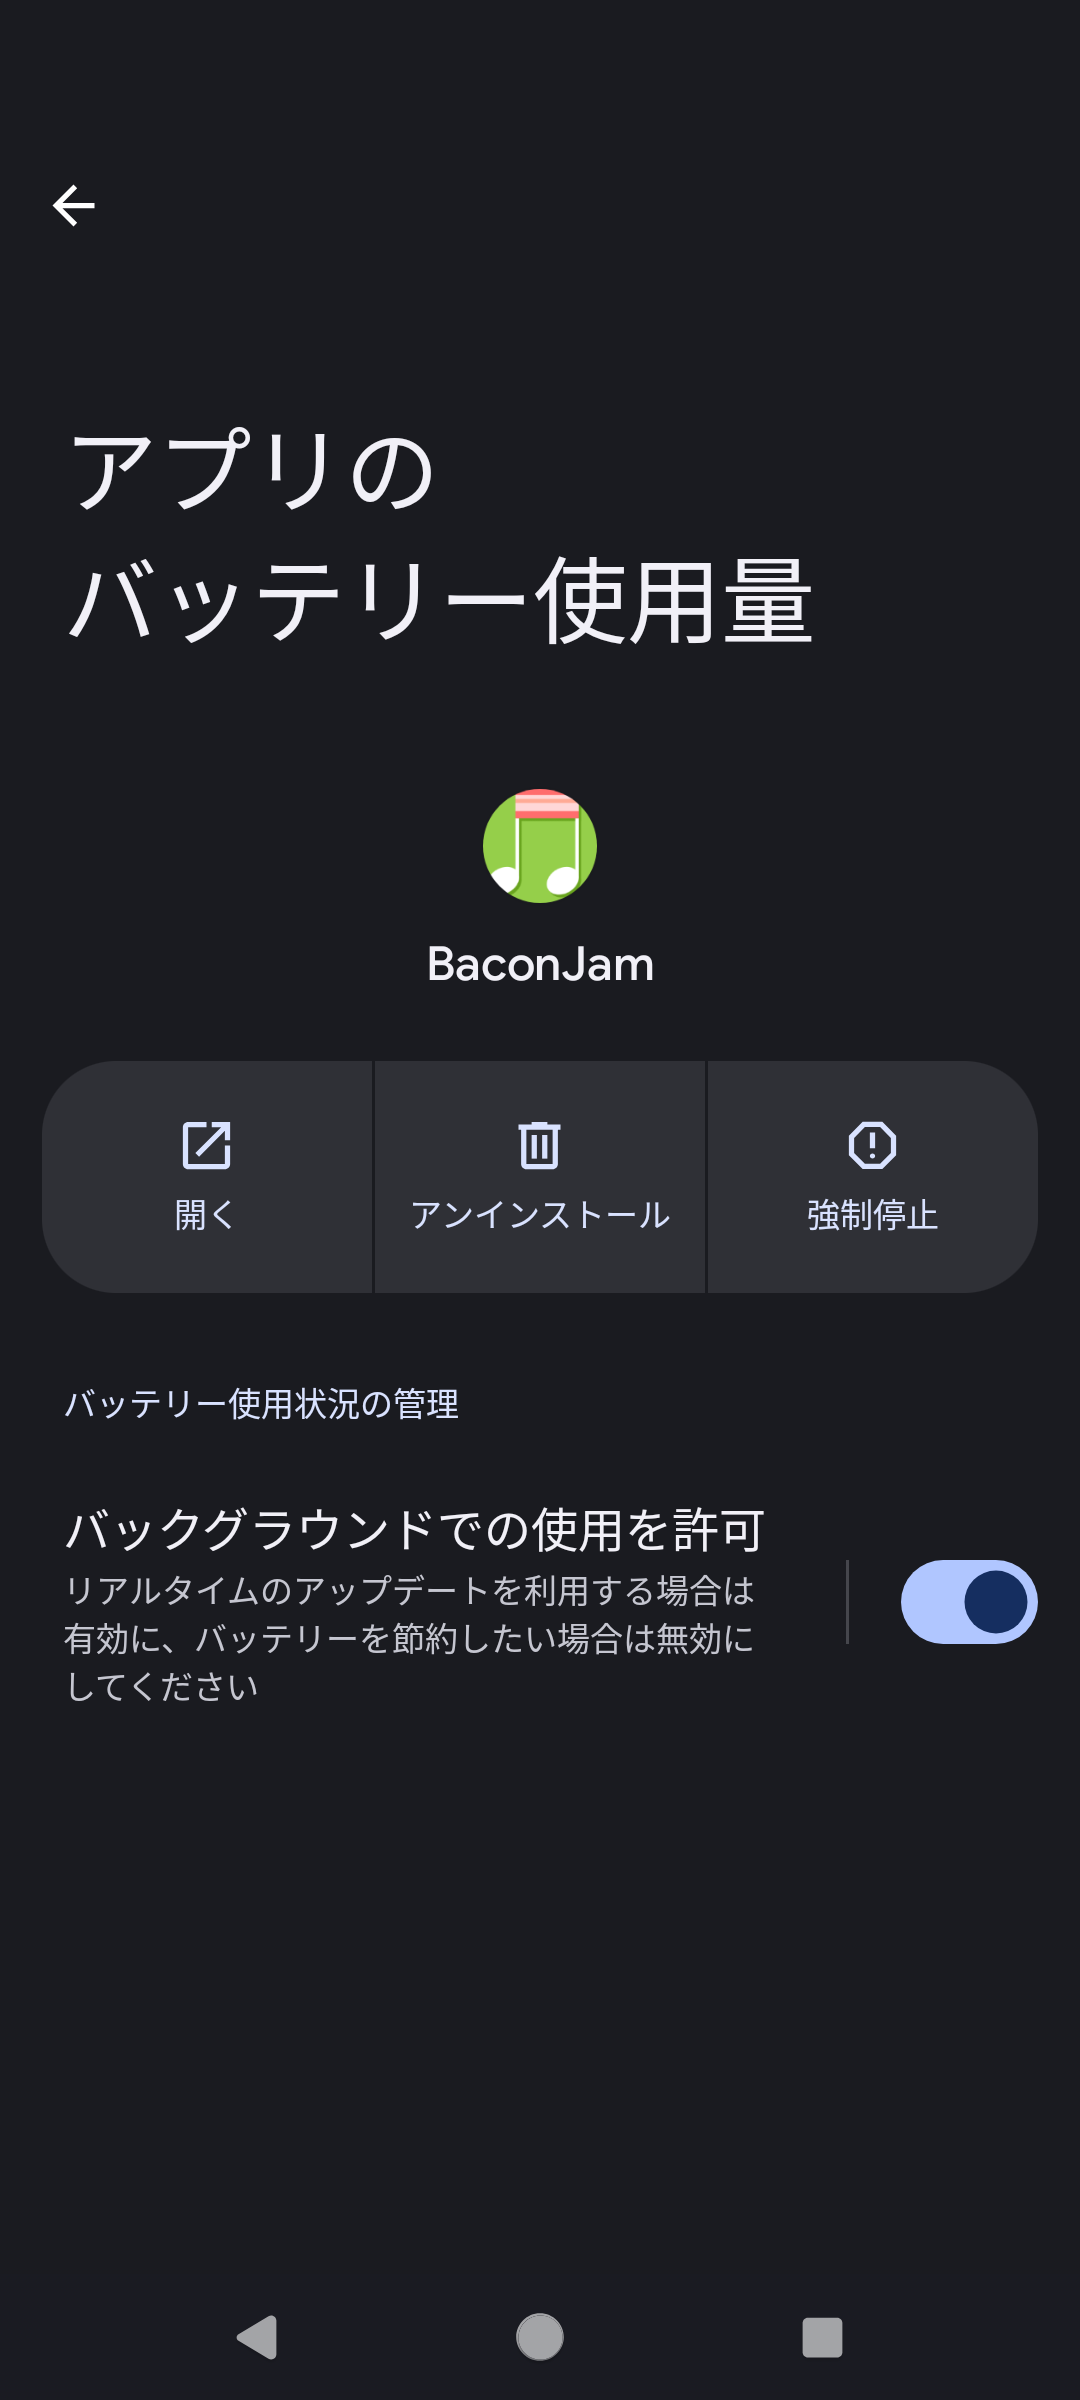 アプリの
バッテリー使用量
BaconJam
開く
アンインストール
強制停止
バッテリー使用状況の管理
バックグラウンドでの使用を許可
リアルタイムのアップデートを利用する場合は
有効に、バッテリーを節約したい場合は無効に
してください